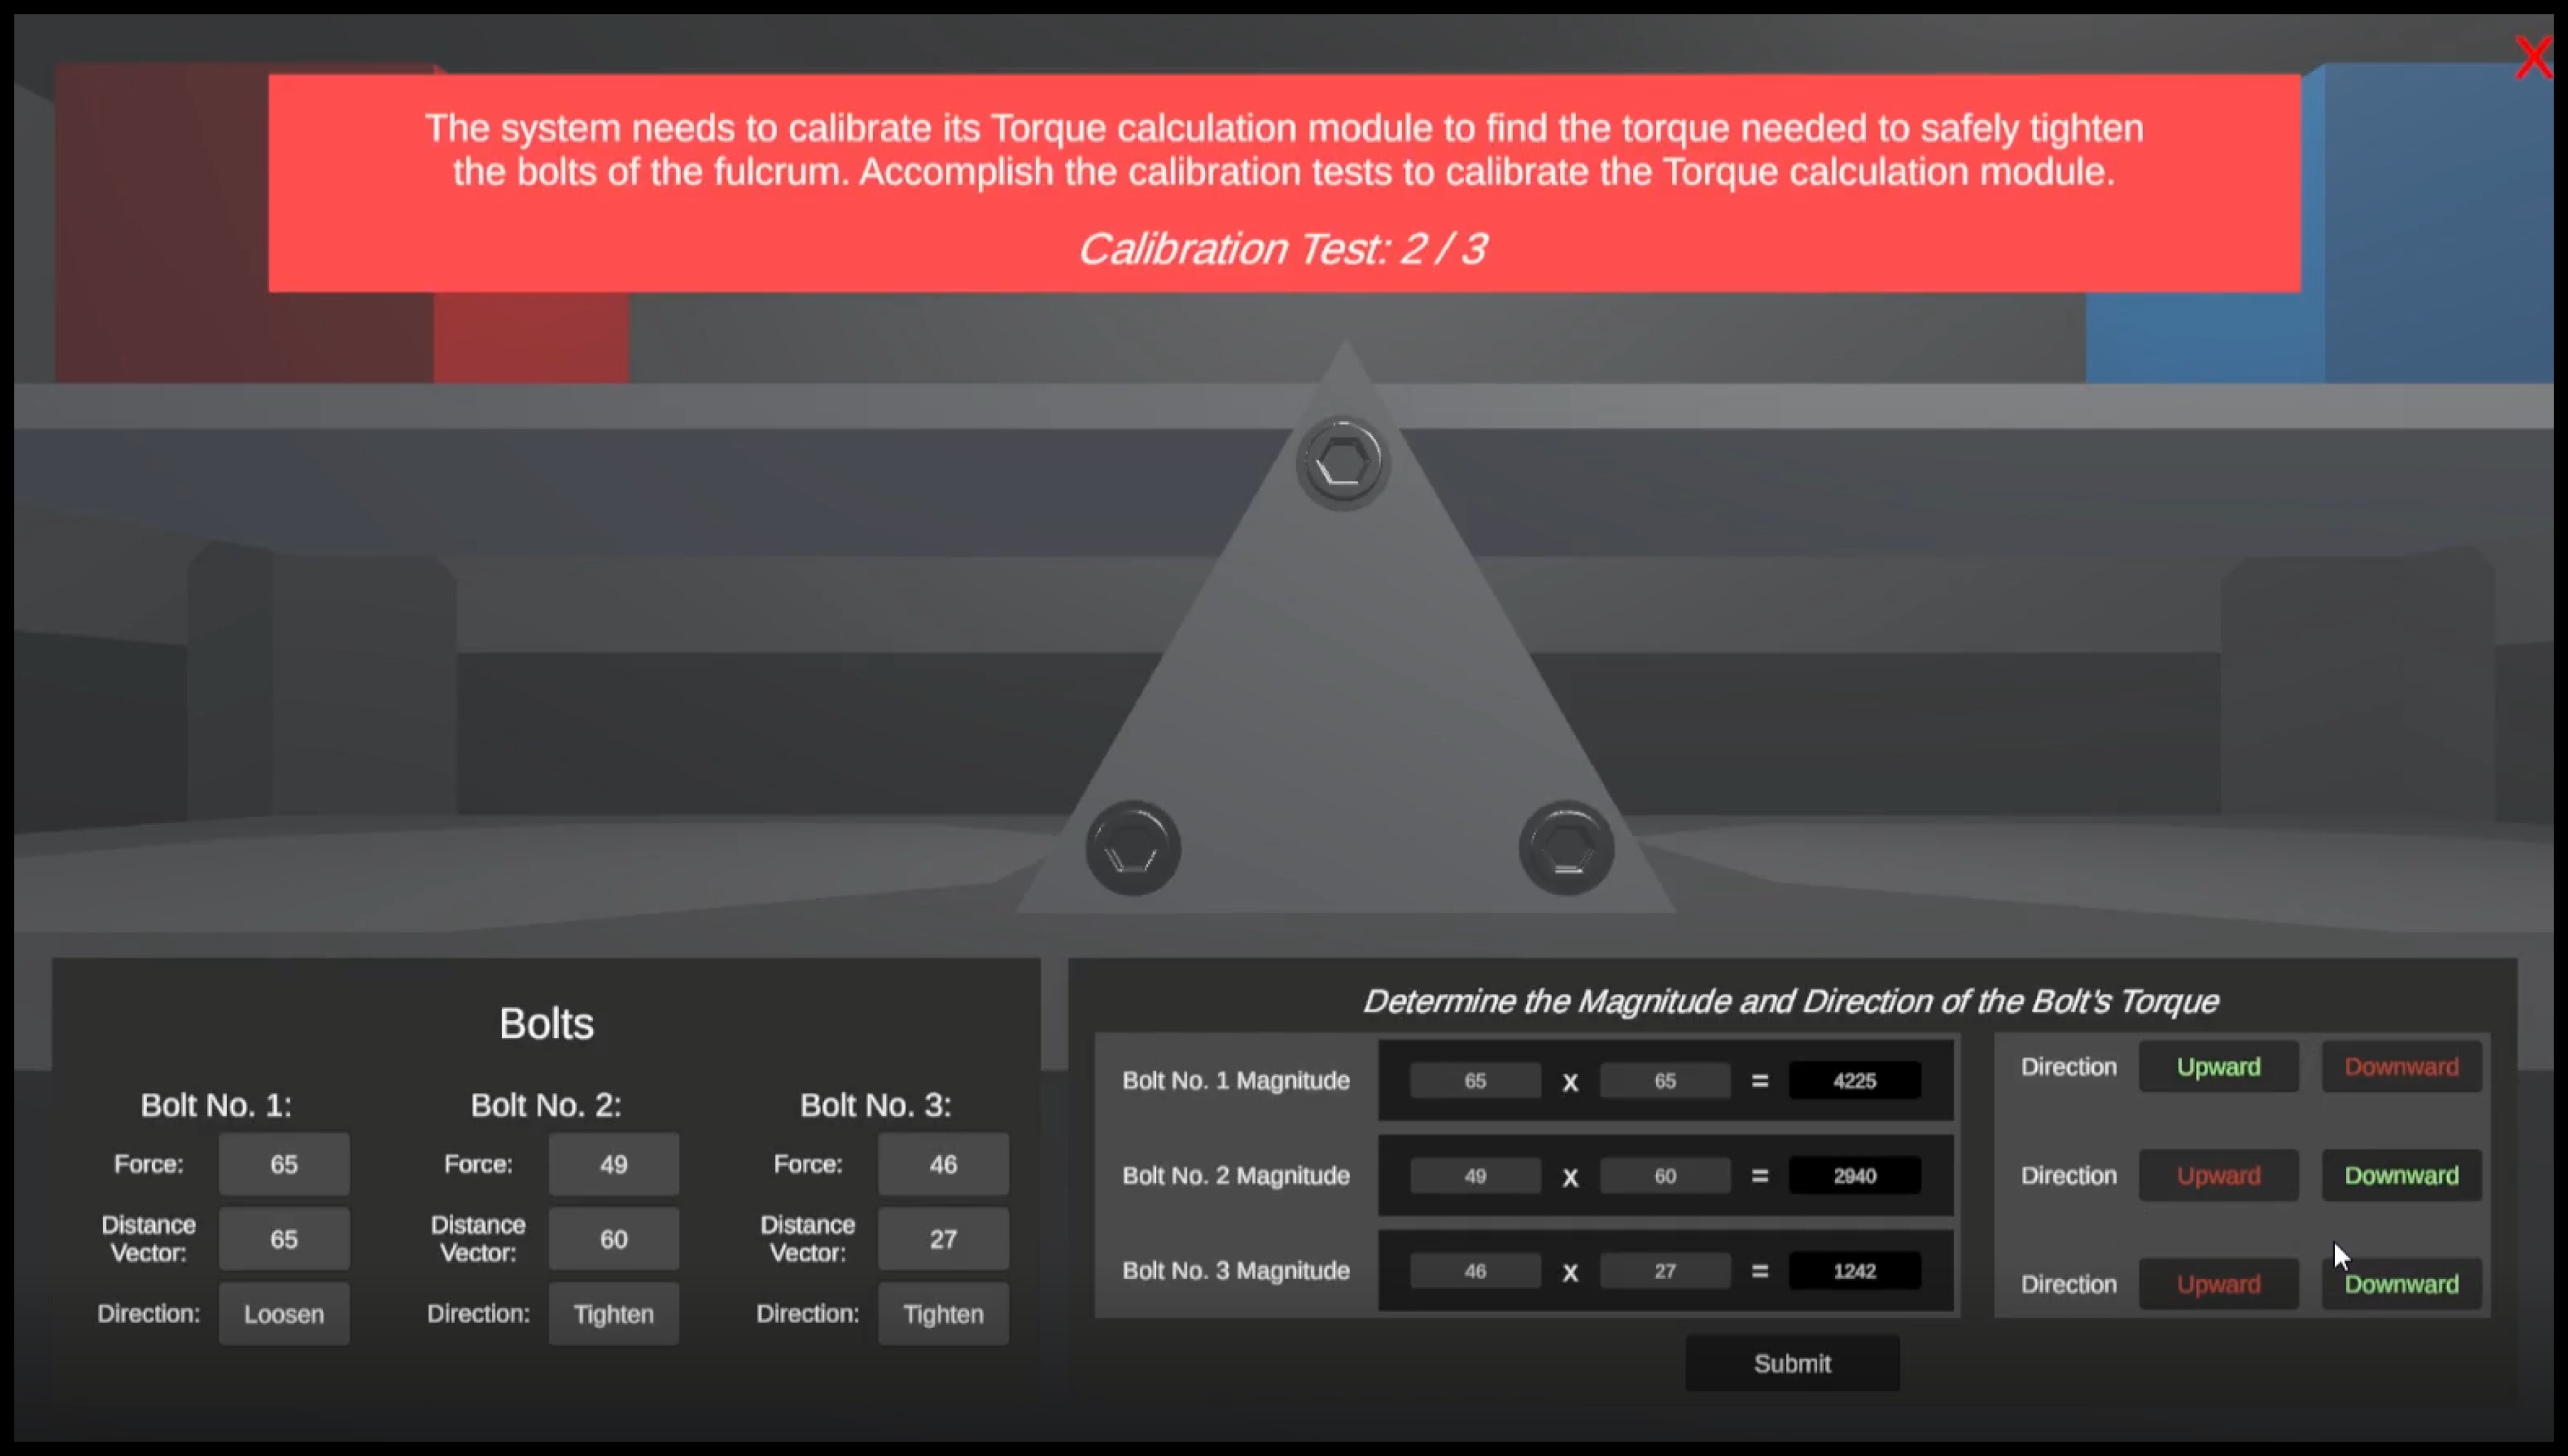 X
The system needs to calibrate its Torque calculation module to find the torque needed to safely tighten
the bolts of the fulcrum. Accomplish the calibration tests to calibrate the Torque calculation module.
Calibration Test: 2 / 3
Bolts
Bolt No. 1:
Force: 65
Distance
Vector: 65
Direction: Loosen
Bolt No. 2:
Force: 49
Distance
Vector: 60
Direction: Tighten
Bolt No. 3:
Force: 46
Distance
Vector: 27
Direction: Tighten
Determine the Magnitude and Direction of the Bolt's Torque
Bolt No. 1 Magnitude 65 x 65 = 4225
Direction Upward Downward
Bolt No. 2 Magnitude 49 x 60 = 2940
Direction Upward Downward
Bolt No. 3 Magnitude 46 x 27 = 1242
Direction Upward Downward
Submit